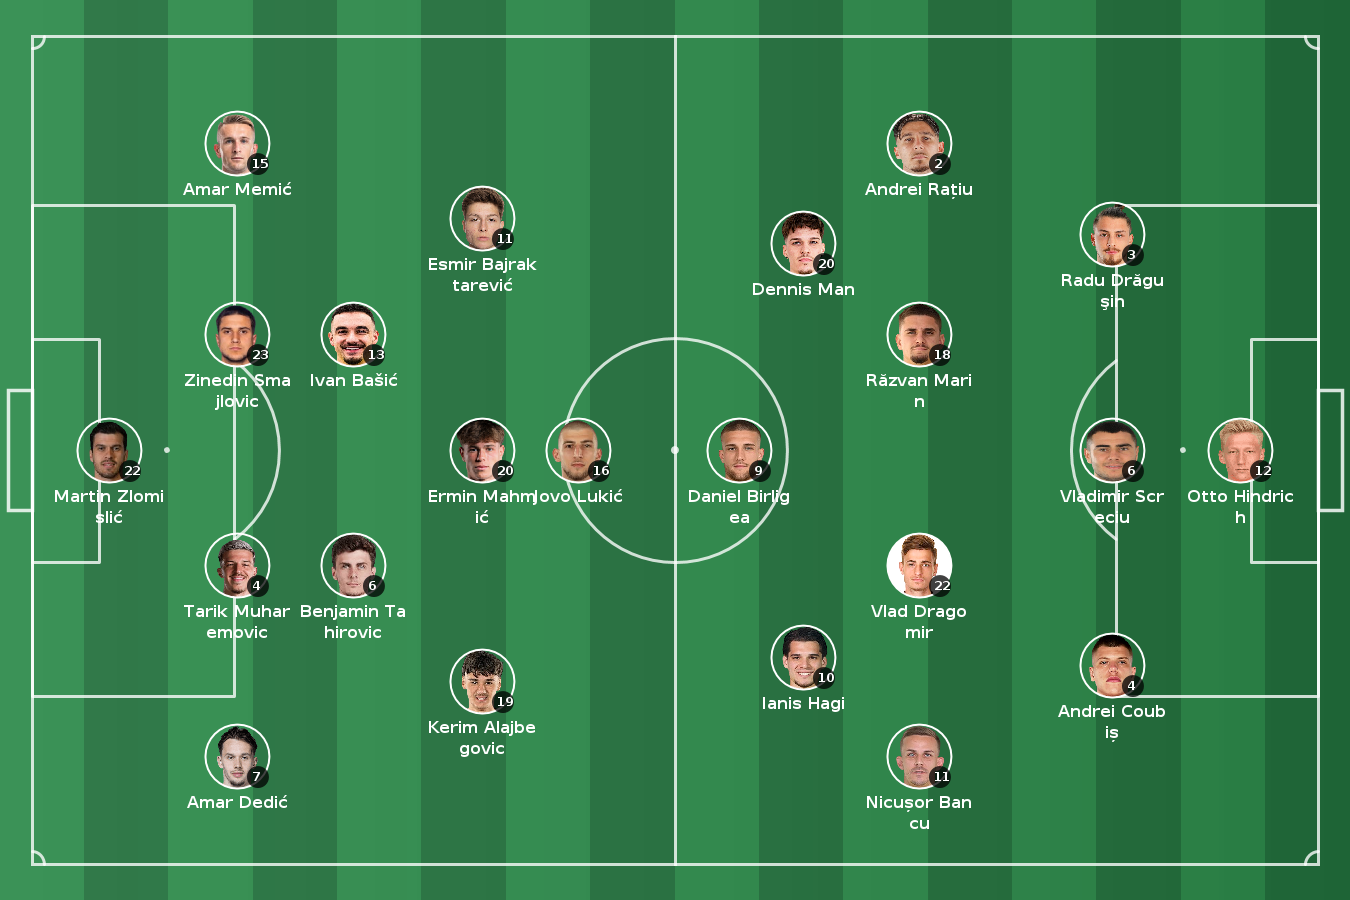 15
Amar Memić
2
Andrei Rațiu
11
Esmir Bajrak
tarević
20
Dennis Man
3
Radu Drăgu
șin
23
Zinedin Sma
jlovic
13
Ivan Bašić
18
Răzvan Mari
n
22
Martin Zlomi
slić
20
Ermin Mahm
ić
16
Jovo Lukić
9
Daniel Birlig
ea
6
Vladimir Scr
eciu
12
Otto Hindric
h
4
Tarik Muhar
emovic
6
Benjamin Ta
hirovic
22
Vlad Drago
mir
19
Kerim Alajbe
govic
10
Ianis Hagi
4
Andrei Coub
iș
7
Amar Dedić
11
Nicușor Ban
cu